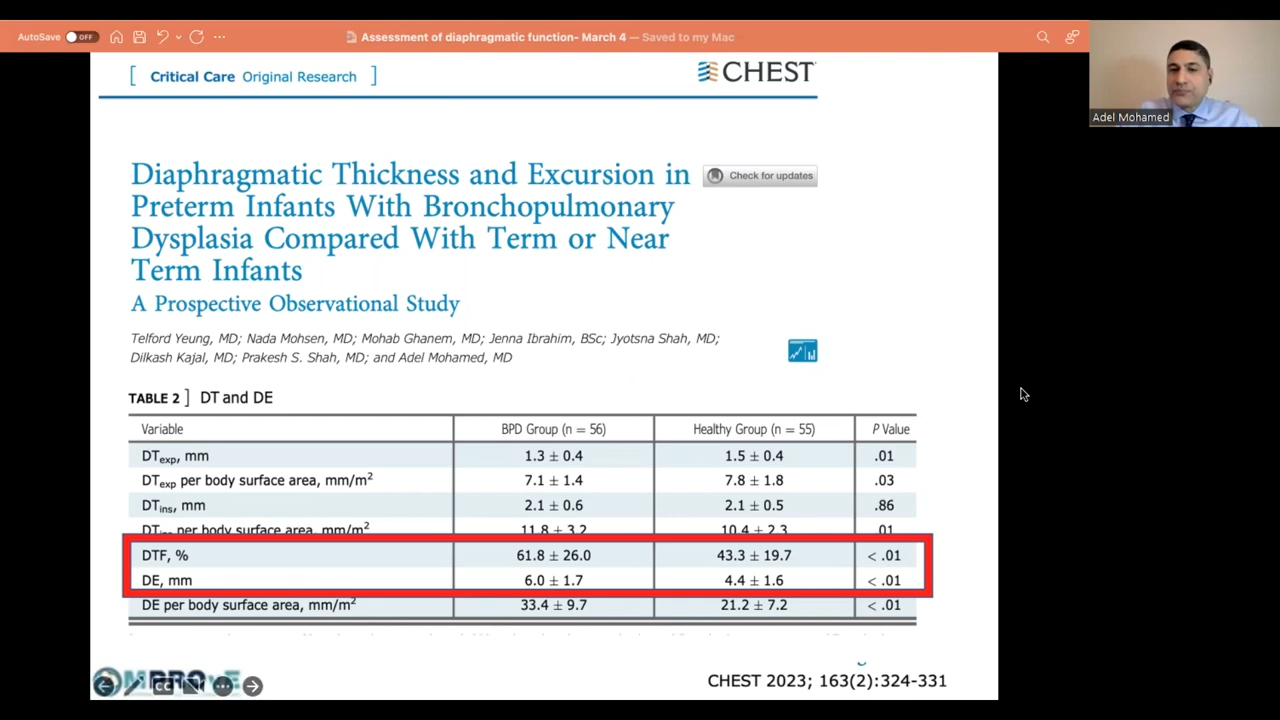 AutoSave OFF
Assessment of diaphragmatic function- March 4 — Saved to my Mac
Adel Mohamed
[ Critical Care Original Research ]
CHEST
Diaphragmatic Thickness and Excursion in
Preterm Infants With Bronchopulmonary
Dysplasia Compared With Term or Near
Term Infants
Check for updates
A Prospective Observational Study
Telford Yeung, MD; Nada Mohsen, MD; Mohab Ghanem, MD; Jenna Ibrahim, BSc; Jyotsna Shah, MD;
Dilkash Kajal, MD; Prakesh S. Shah, MD; and Adel Mohamed, MD
TABLE 2 ] DT and DE
Variable BPD Group (n = 56) Healthy Group (n = 55) P Value
DTexp, mm 1.3 ± 0.4 1.5 ± 0.4 .01
DTexp per body surface area, mm/m2 7.1 ± 1.4 7.8 ± 1.8 .03
DTins, mm 2.1 ± 0.6 2.1 ± 0.5 .86
DTins per body surface area, mm/m2 11.8 ± 3.2 10.4 ± 2.3 .01
DTF, % 61.8 ± 26.0 43.3 ± 19.7 < .01
DE, mm 6.0 ± 1.7 4.4 ± 1.6 < .01
DE per body surface area, mm/m2 33.4 ± 9.7 21.2 ± 7.2 < .01
CC
CHEST 2023; 163(2):324-331